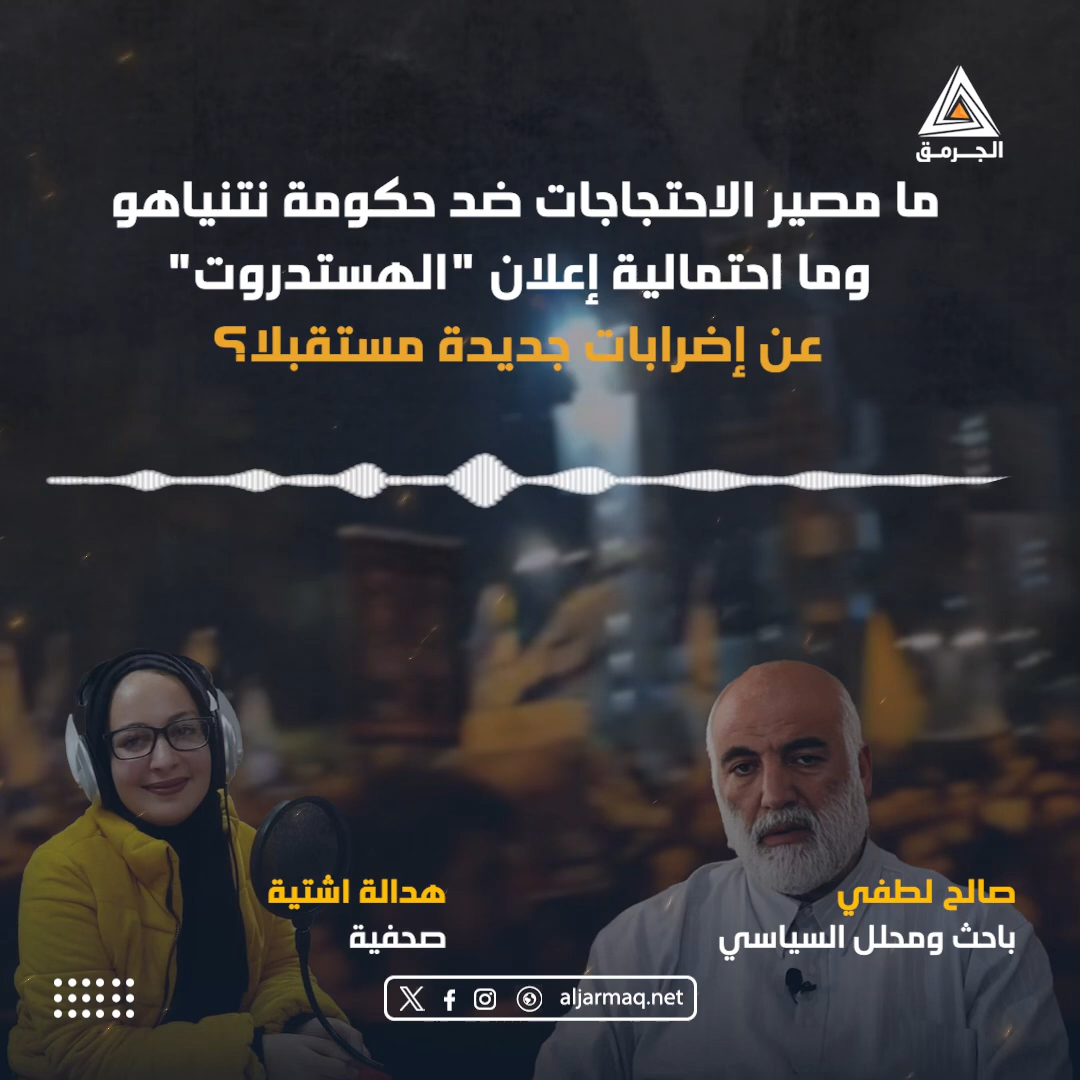 الجرمق
ما مصير الاحتجاجات ضد حكومة نتنياهو
وما احتمالية إعلان "الهستدروت"
عن إضرابات جديدة مستقبلا؟
صالح لطفي
باحث ومحلل السياسي
هدالة اشتية
صحفية
aljarmaq.net